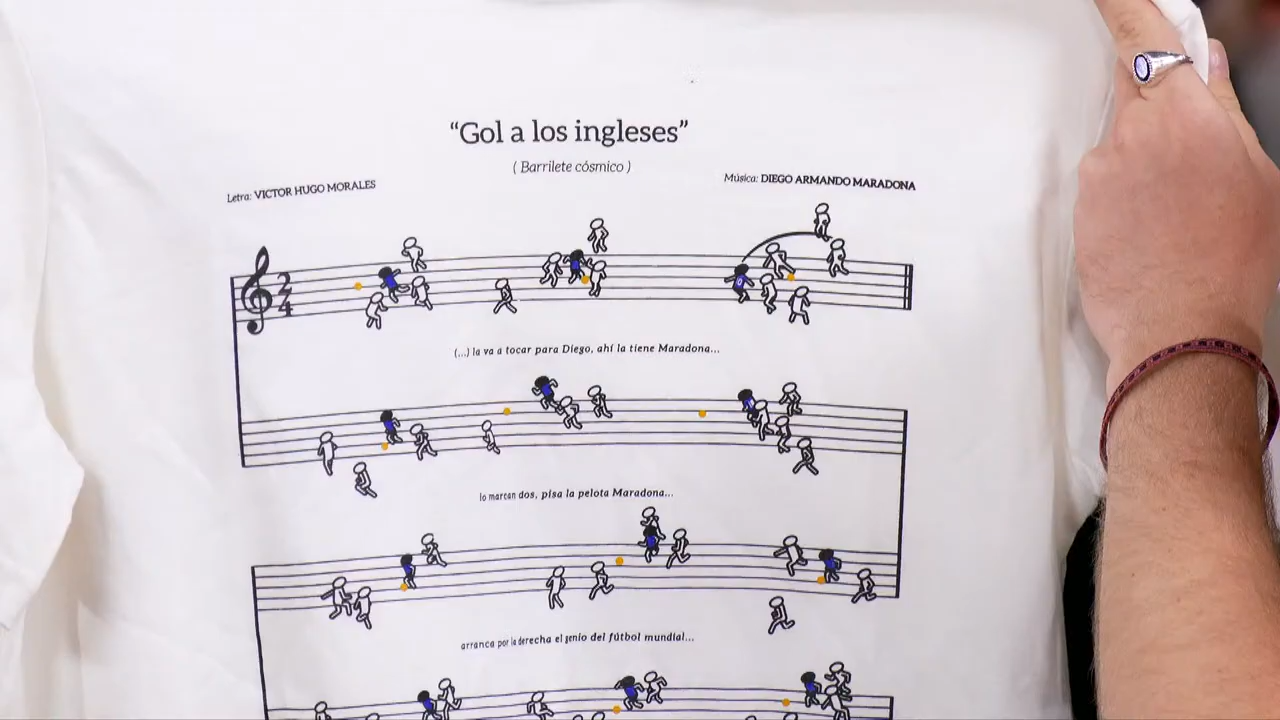 “Gol a los ingleses”
( Barrilete cósmico )
Letra: VICTOR HUGO MORALES
Música: DIEGO ARMANDO MARADONA
2
4
(...) la va a tocar para Diego, ahí la tiene Maradona...
lo marcan dos, pisa la pelota Maradona...
arranca por la derecha el genio del fútbol mundial...